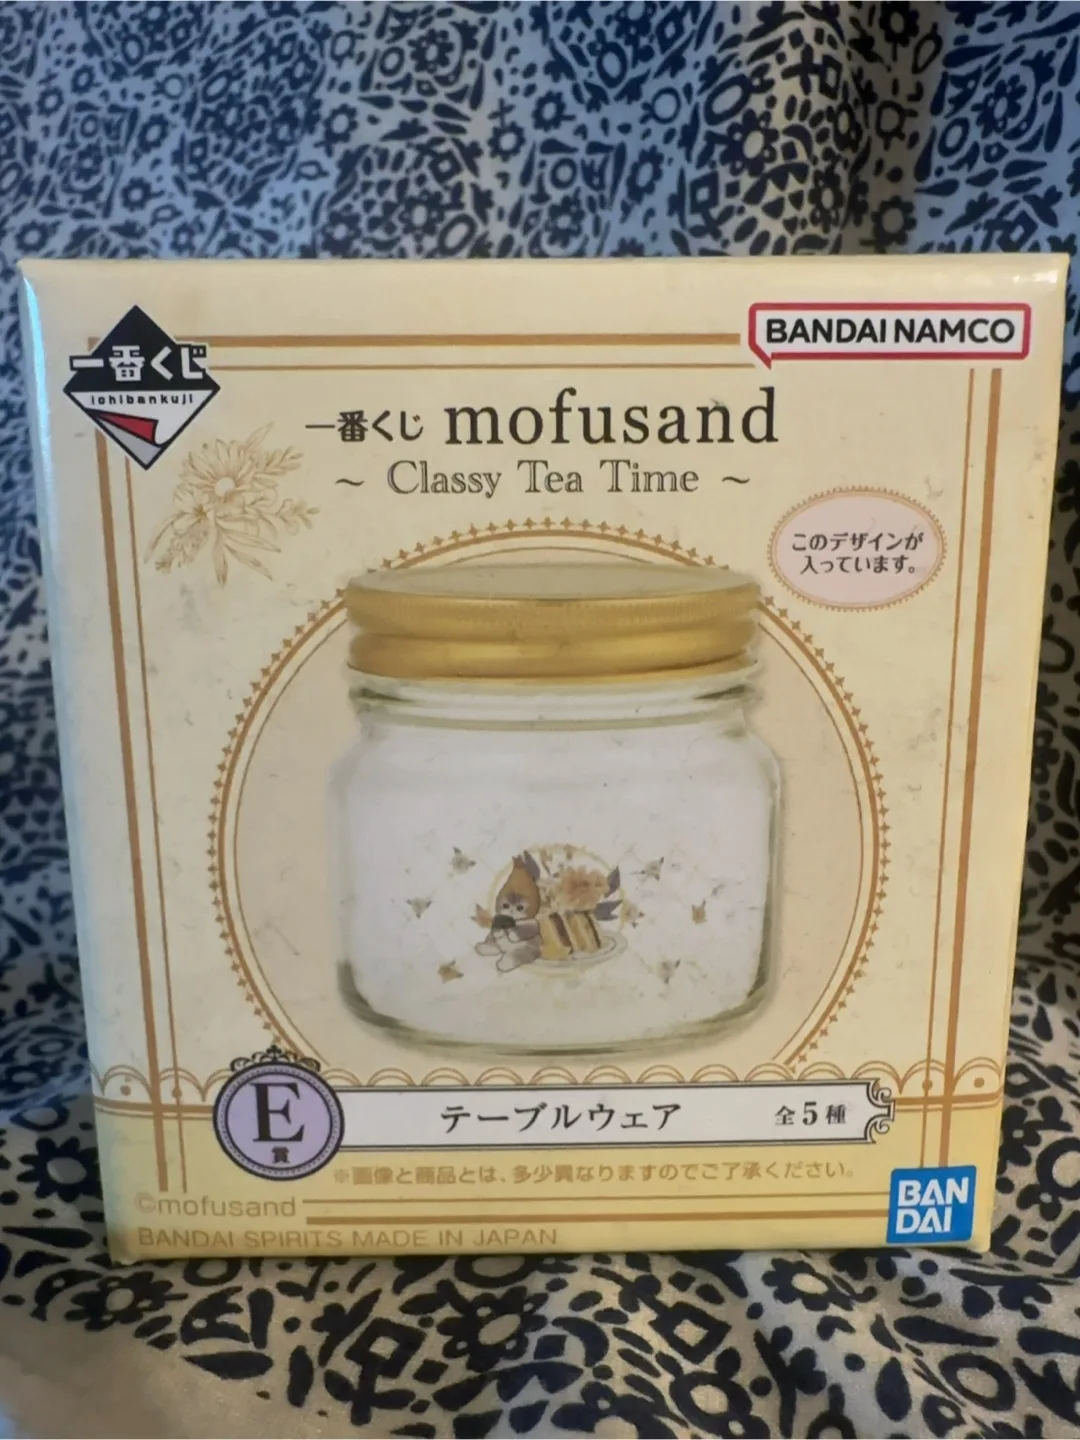 一番くじ
ichibankuji
BANDAI NAMCO
一番くじ mofusand
~ Classy Tea Time ~
このデザインが
入っています。
E
賞
テーブルウェア 全5種
※画像と商品とは、多少異なりますのでご了承ください。
©mofusand
BANDAI SPIRITS MADE IN JAPAN
BAN
DAI